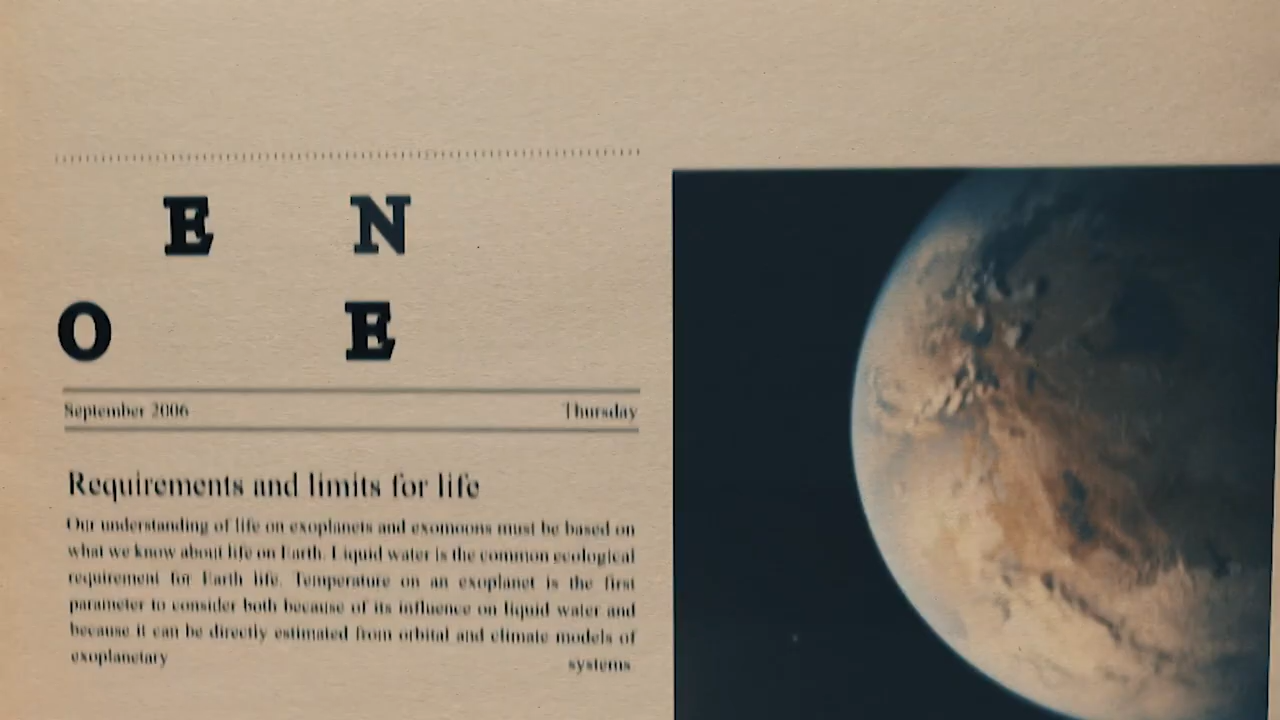 E N
O E
September 2006 Thursday
Requirements and limits for life
Our understanding of life on exoplanets and exomoons must be based on
what we know about life on Earth. Liquid water is the common ecological
requirement for Earth life. Temperature on an exoplanet is the first
parameter to consider both because of its influence on liquid water and
because it can be directly estimated from orbital and climate models of
exoplanetary systems